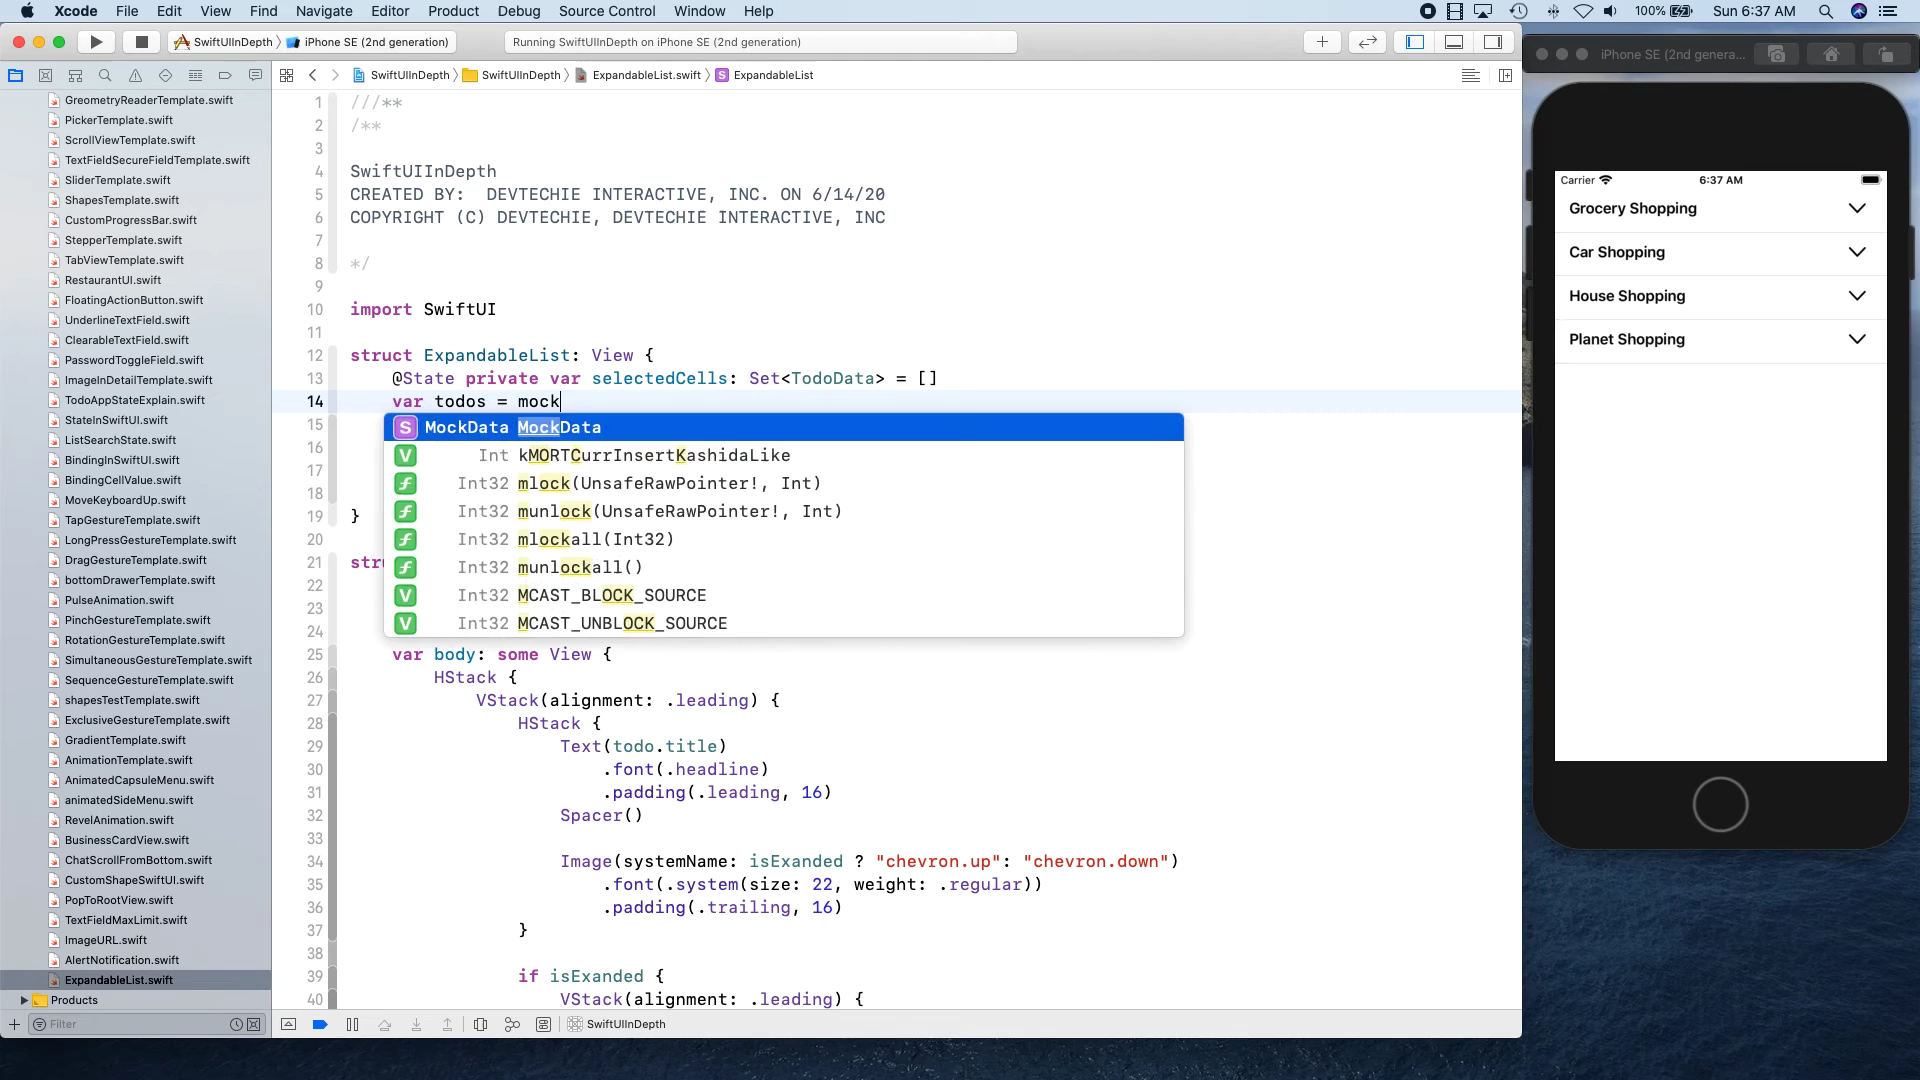 Xcode File Edit View Find Navigate Editor Product Debug Source Control Window Help 100% Sun 6:37 AM
SwiftUIInDepth iPhone SE (2nd generation) Running SwiftUIInDepth on iPhone SE (2nd generation)
SwiftUIInDepth SwiftUIInDepth ExpandableList.swift S ExpandableList
GreometryReaderTemplate.swift
PickerTemplate.swift
ScrollViewTemplate.swift
TextFieldSecureFieldTemplate.swift
SliderTemplate.swift
ShapesTemplate.swift
CustomProgressBar.swift
StepperTemplate.swift
TabViewTemplate.swift
RestaurantUI.swift
FloatingActionButton.swift
UnderlineTextField.swift
ClearableTextField.swift
PasswordToggleField.swift
ImageInDetailTemplate.swift
TodoAppStateExplain.swift
StateInSwiftUI.swift
ListSearchState.swift
BindingInSwiftUI.swift
BindingCellValue.swift
MoveKeyboardUp.swift
TapGestureTemplate.swift
LongPressGestureTemplate.swift
DragGestureTemplate.swift
bottomDrawerTemplate.swift
PulseAnimation.swift
PinchGestureTemplate.swift
RotationGestureTemplate.swift
SimultaneousGestureTemplate.swift
SequenceGestureTemplate.swift
shapesTestTemplate.swift
ExclusiveGestureTemplate.swift
GradientTemplate.swift
AnimationTemplate.swift
AnimatedCapsuleMenu.swift
animatedSideMenu.swift
RevelAnimation.swift
BusinessCardView.swift
ChatScrollFromBottom.swift
CustomShapeSwiftUI.swift
PopToRootView.swift
TextFieldMaxLimit.swift
ImageURL.swift
AlertNotification.swift
ExpandableList.swift
Products
Filter
1 ///**
2 /**
3
4 SwiftUIInDepth
5 CREATED BY: DEVTECHIE INTERACTIVE, INC. ON 6/14/20
6 COPYRIGHT (C) DEVTECHIE, DEVTECHIE INTERACTIVE, INC
7
8 */
9
10 import SwiftUI
11
12 struct ExpandableList: View {
13 @State private var selectedCells: Set<TodoData> = []
14 var todos = mock
S MockData MockData
V Int kMORTCurrInsertKashidaLike
f Int32 mlock(UnsafeRawPointer!, Int)
f Int32 munlock(UnsafeRawPointer!, Int)
f Int32 mlockall(Int32)
f Int32 munlockall()
V Int32 MCAST_BLOCK_SOURCE
V Int32 MCAST_UNBLOCK_SOURCE
15
16
17
18
19 }
20
21 stru
22
23
24
25 var body: some View {
26 HStack {
27 VStack(alignment: .leading) {
28 HStack {
29 Text(todo.title)
30 .font(.headline)
31 .padding(.leading, 16)
32 Spacer()
33
34 Image(systemName: isExanded ? "chevron.up": "chevron.down")
35 .font(.system(size: 22, weight: .regular))
36 .padding(.trailing, 16)
37 }
38
39 if isExanded {
40 VStack(alignment: .leading) {
SwiftUIInDepth
iPhone SE (2nd genera...
Carrier 6:37 AM
Grocery Shopping
Car Shopping
House Shopping
Planet Shopping